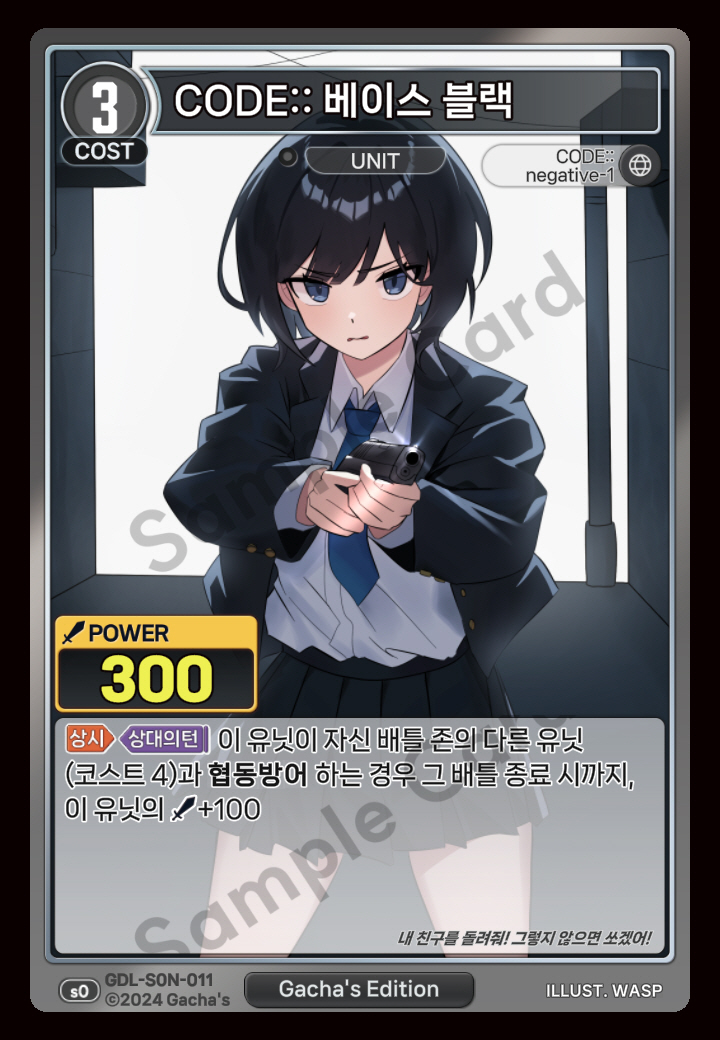 3
COST
CODE:: 베이스 블랙
UNIT
CODE::
negative-1
Sample Card
POWER
300
상시 상대의턴 이 유닛이 자신 배틀 존의 다른 유닛
(코스트 4)과 협동방어 하는 경우 그 배틀 종료 시까지,
이 유닛의 +100
Sample Card
내 친구를 돌려줘! 그렇지 않으면 쏘겠어!
s0
GDL-S0N-011
©2024 Gacha's
Gacha's Edition
ILLUST. WASP